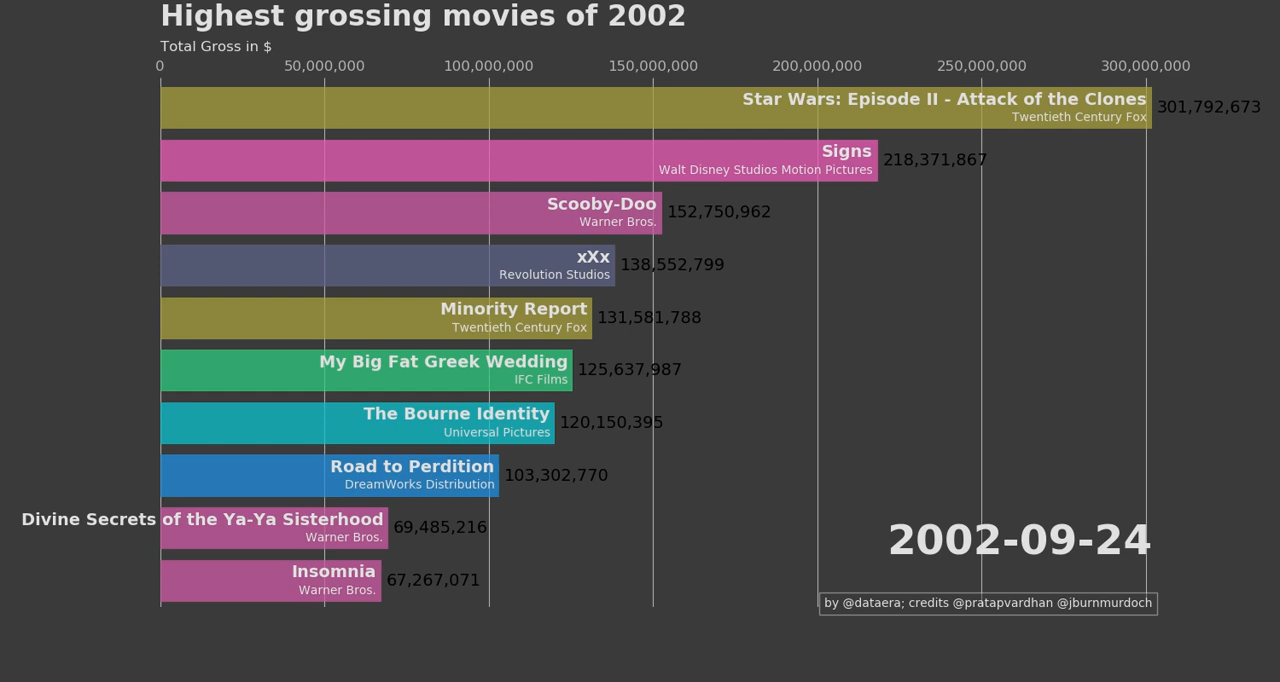 Highest grossing movies of 2002
Total Gross in $
0 50,000,000 100,000,000 150,000,000 200,000,000 250,000,000 300,000,000
Star Wars: Episode II - Attack of the Clones
Twentieth Century Fox
301,792,673
Signs
Walt Disney Studios Motion Pictures
218,371,867
Scooby-Doo
Warner Bros.
152,750,962
xXx
Revolution Studios
138,552,799
Minority Report
Twentieth Century Fox
131,581,788
My Big Fat Greek Wedding
IFC Films
125,637,987
The Bourne Identity
Universal Pictures
120,150,395
Road to Perdition
DreamWorks Distribution
103,302,770
Divine Secrets of the Ya-Ya Sisterhood
Warner Bros.
69,485,216
Insomnia
Warner Bros.
67,267,071
2002-09-24
by @dataera; credits @pratapvardhan @jburnmurdoch